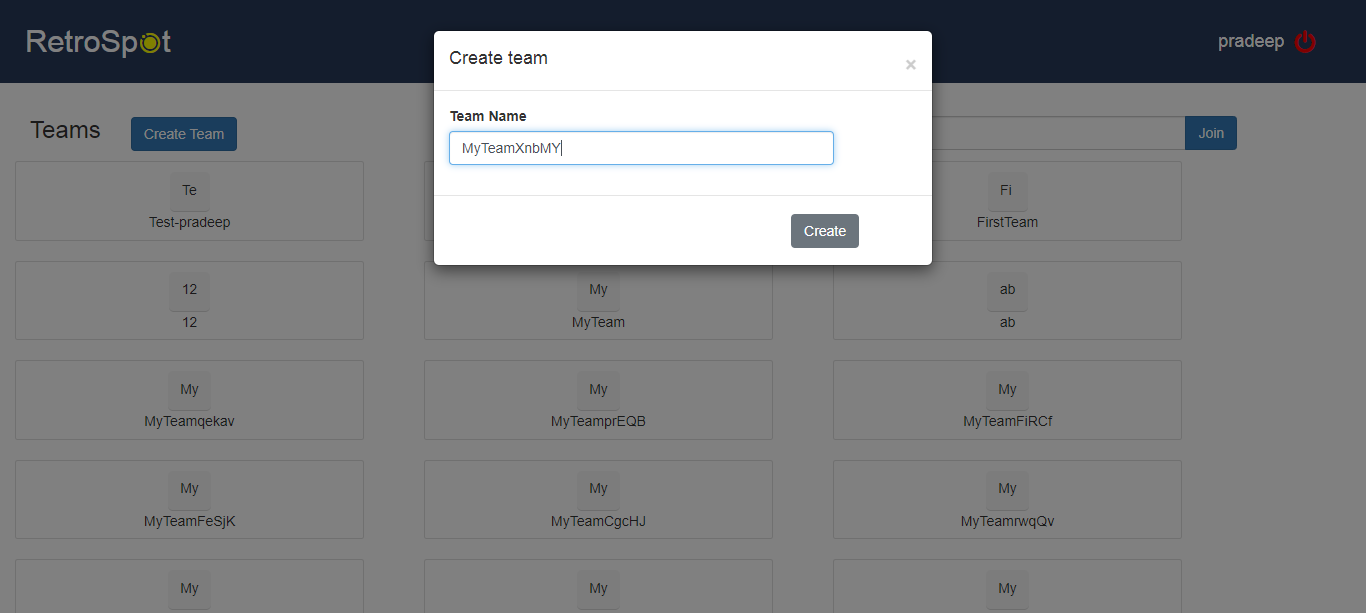 RetroSpot
pradeep
Create team
×
Team Name
MyTeamXnbMY
Create
Teams
Create Team
Join
Te
Test-pradeep
Fi
FirstTeam
12
12
My
MyTeam
ab
ab
My
MyTeamqekav
My
MyTeamprEQB
My
MyTeamFiRCf
My
MyTeamFeSjK
My
MyTeamCgcHJ
My
MyTeamrwqQv
My
My
My